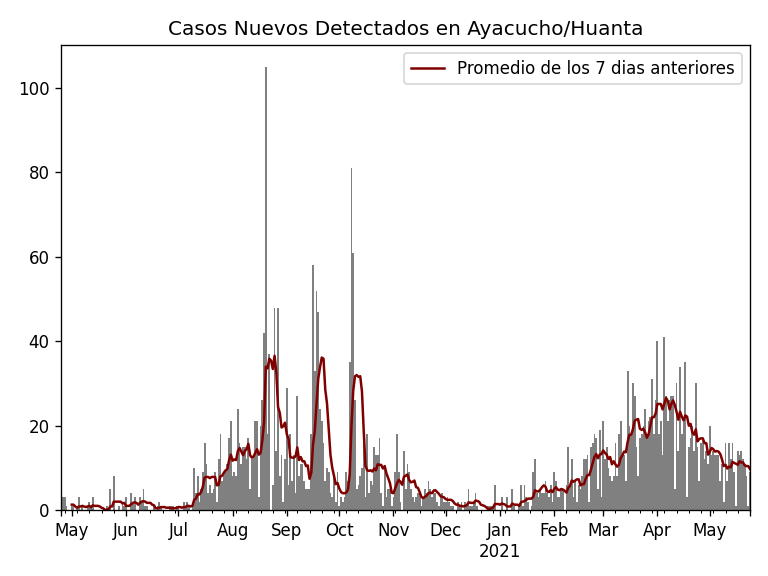 Casos Nuevos Detectados en Ayacucho/Huanta
Promedio de los 7 dias anteriores
100
80
60
40
20
0
May Jun Jul Aug Sep Oct Nov Dec Jan Feb Mar Apr May
2021